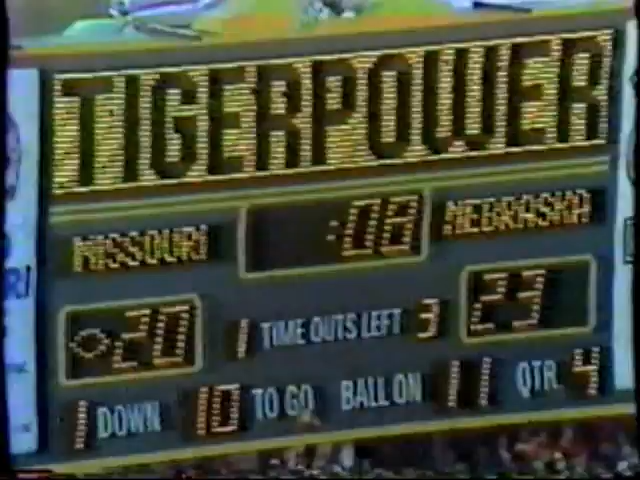 TIGERPOWER
MISSOURI :08 NEBRASKA
20 1 TIME OUTS LEFT 3 23
1 DOWN 10 TO GO BALL ON 11 QTR 4